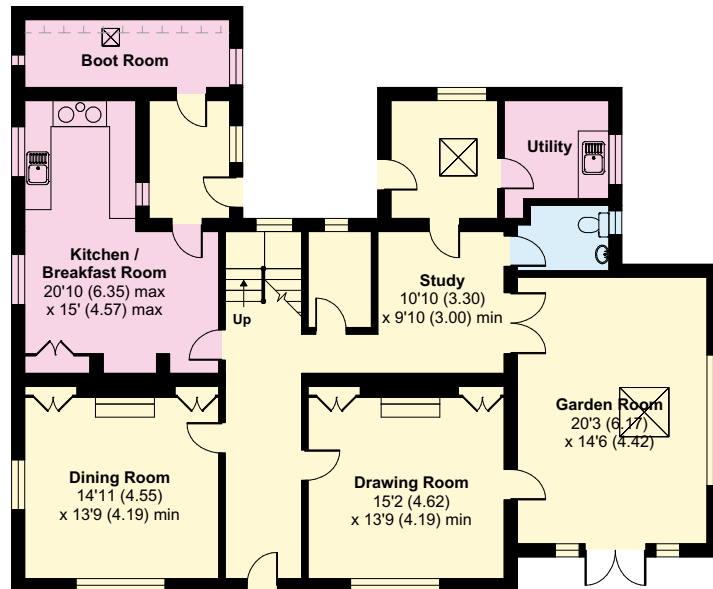 Boot Room
Utility
Kitchen /
Breakfast Room
20'10 (6.35) max
x 15' (4.57) max
Study
10'10 (3.30)
x 9'10 (3.00) min
Up
Garden Room
20'3 (6.17)
x 14'6 (4.42)
Dining Room
14'11 (4.55)
x 13'9 (4.19) min
Drawing Room
15'2 (4.62)
x 13'9 (4.19) min